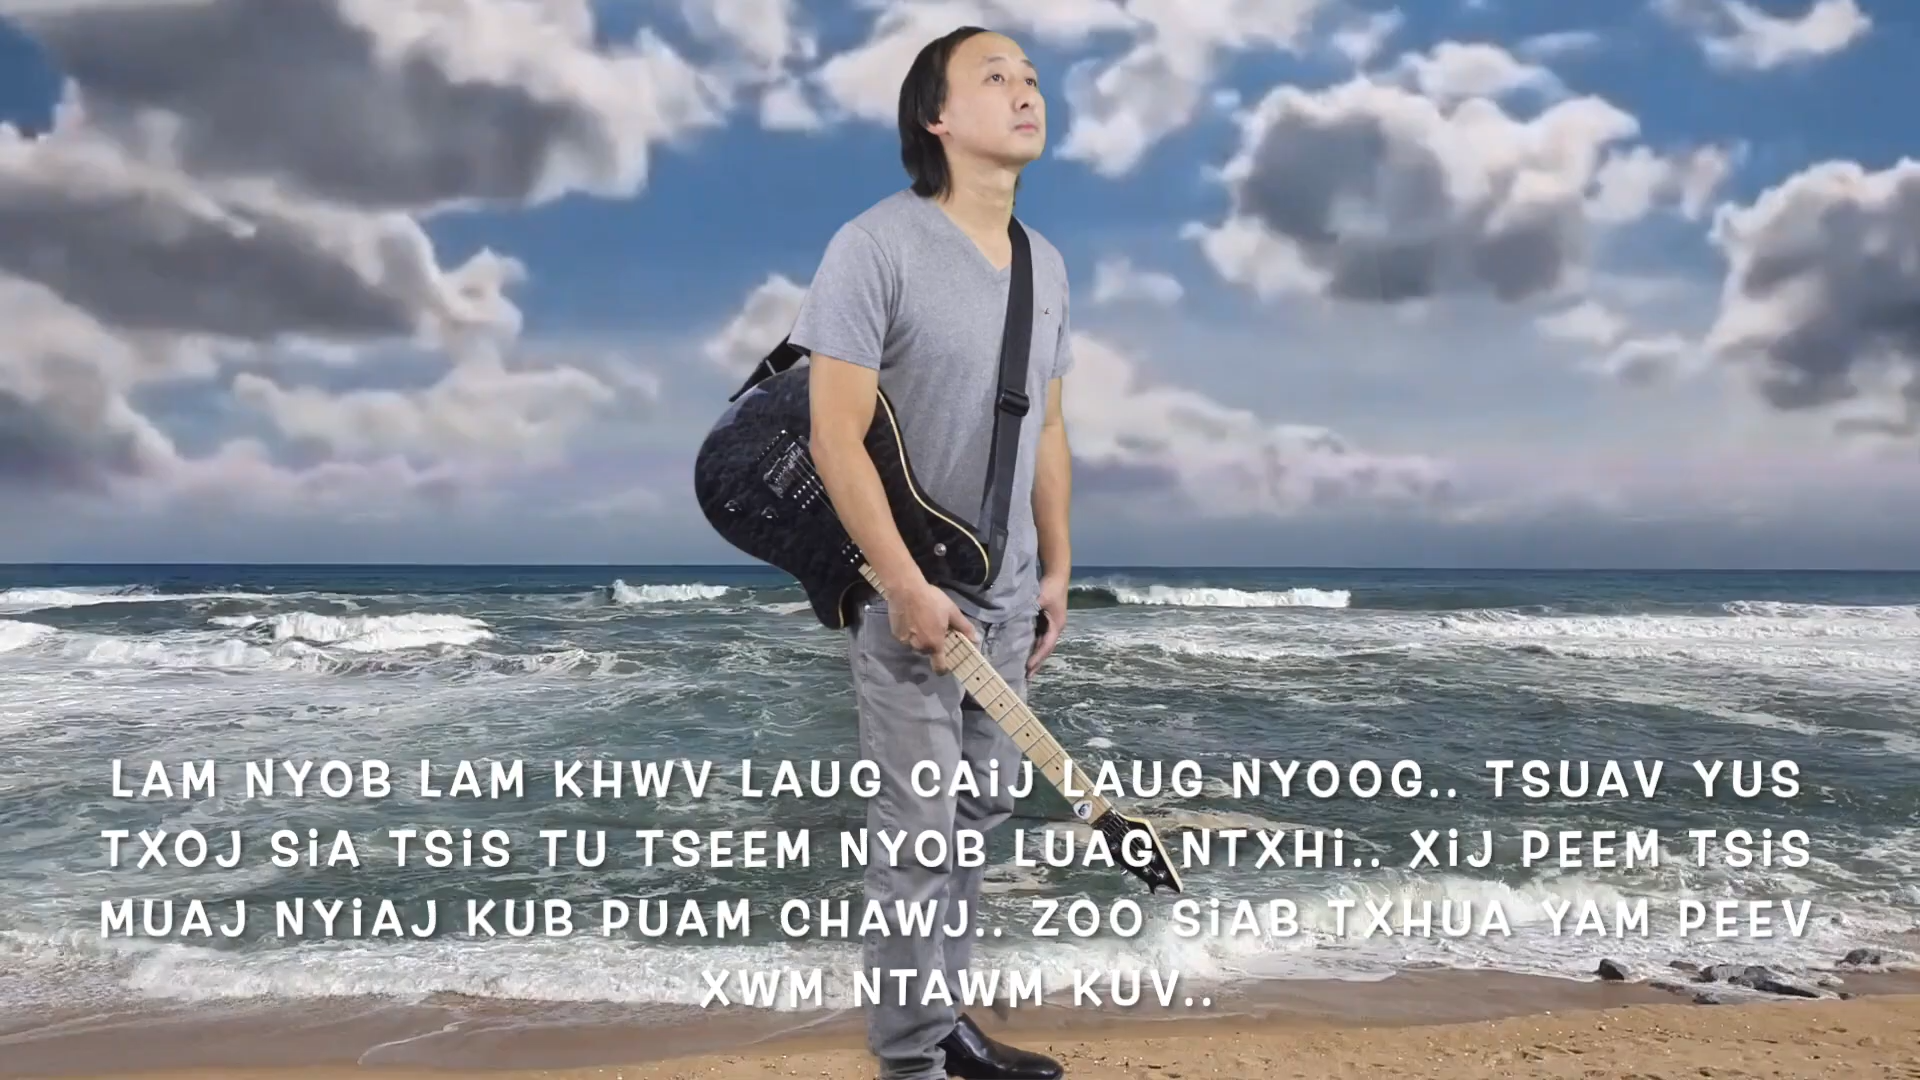 LAM NYOB LAM KHWV LAUG CAiJ LAUG NYOOG.. TSUAV YUS
TXOJ SiA TSiS TU TSEEM NYOB LUAG NTXHi.. XiJ PEEM TSiS
MUAJ NYiAJ KUB PUAM CHAWJ.. ZOO SiAB TXHUA YAM PEEV
XWM NTAWM KUV..